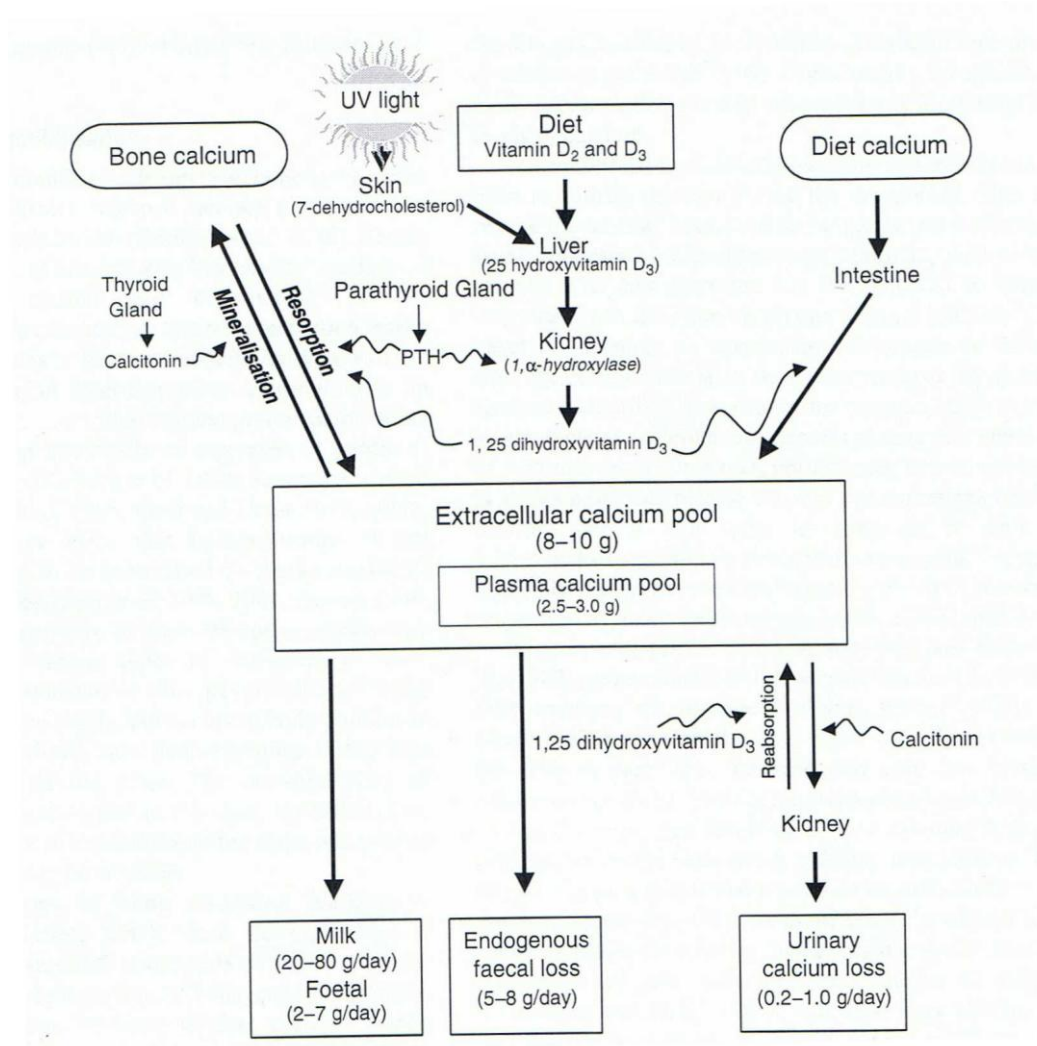 UV light
Bone calcium
Diet
Vitamin D₂ and D₃
Diet calcium
Skin
(7-dehydrocholesterol)
Liver
(25 hydroxyvitamin D₃)
Intestine
Thyroid
Gland
Calcitonin
Mineralisation
Resorption
Parathyroid Gland
PTH
Kidney
(1,α-hydroxylase)
1, 25 dihydroxyvitamin D₃
Extracellular calcium pool
(8–10 g)
Plasma calcium pool
(2.5–3.0 g)
1,25 dihydroxyvitamin D₃
Reabsorption
Calcitonin
Kidney
Milk
(20–80 g/day)
Foetal
(2–7 g/day)
Endogenous
faecal loss
(5–8 g/day)
Urinary
calcium loss
(0.2–1.0 g/day)